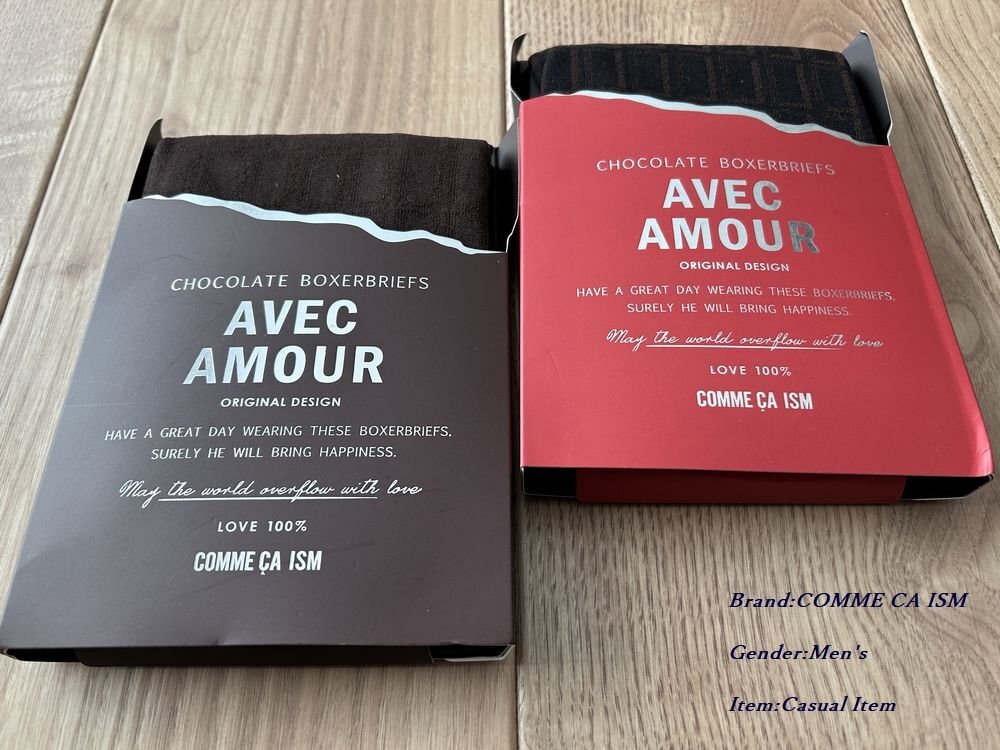 CHOCOLATE BOXERBRIEFS
AVEC
AMOUR
ORIGINAL DESIGN
HAVE A GREAT DAY WEARING THESE BOXERBRIEFS.
SURELY HE WILL BRING HAPPINESS.
May the world overflow with love
LOVE 100%
COMME ÇA ISM
CHOCOLATE BOXERBRIEFS
AVEC
AMOUR
ORIGINAL DESIGN
HAVE A GREAT DAY WEARING THESE BOXERBRIEFS.
SURELY HE WILL BRING HAPPINESS.
May the world overflow with love
LOVE 100%
COMME ÇA ISM
Brand:COMME CA ISM
Gender:Men's
Item:Casual Item